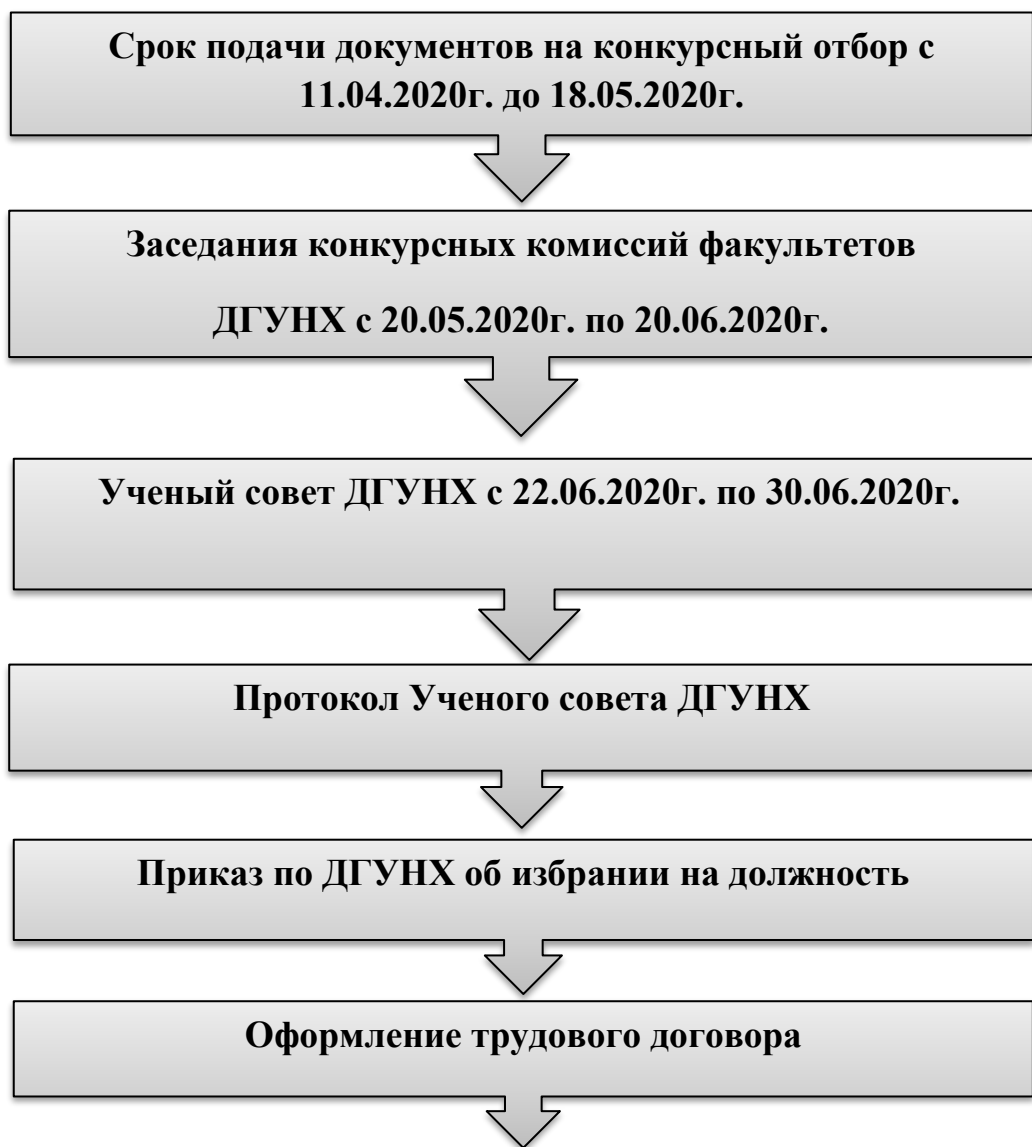 Срок подачи документов на конкурсный отбор с
11.04.2020г. до 18.05.2020г.
Заседания конкурсных комиссий факультетов
ДГУНХ с 20.05.2020г. по 20.06.2020г.
Ученый совет ДГУНХ с 22.06.2020г. по 30.06.2020г.
Протокол Ученого совета ДГУНХ
Приказ по ДГУНХ об избрании на должность
Оформление трудового договора